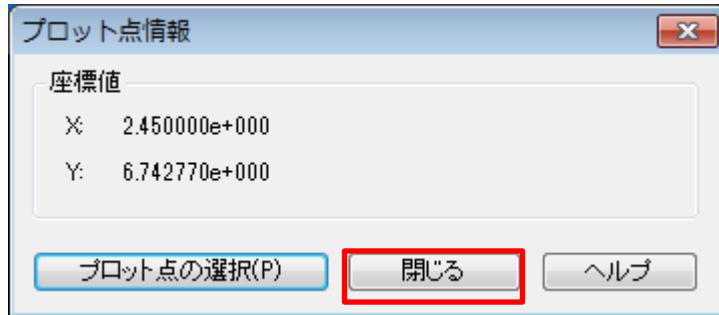 プロット点情報
座標値
X: 2.450000e+000
Y: 6.742770e+000
プロット点の選択(P) 閉じる ヘルプ